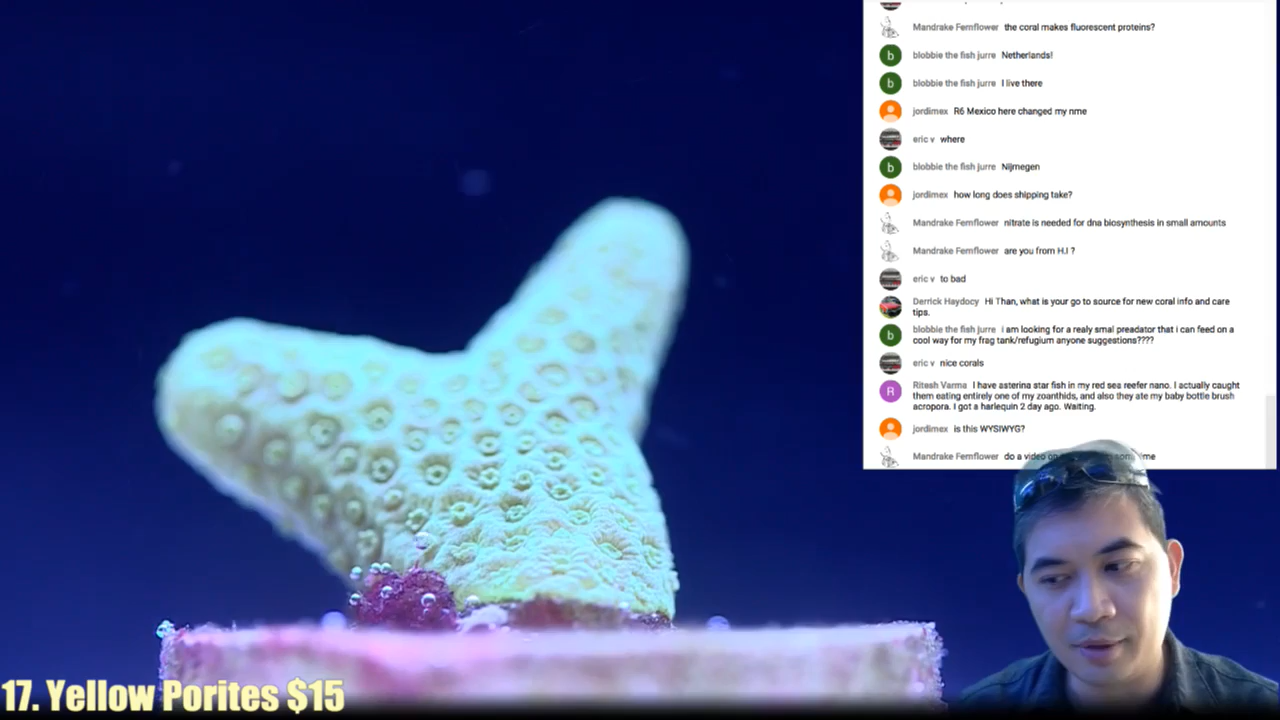 Mandrake Fernflower the coral makes fluorescent proteins?
b blobbie the fish jurre Netherlands!
b blobbie the fish jurre I live there
jordimex R6 Mexico here changed my nme
eric v where
b blobbie the fish jurre Nijmegen
jordimex how long does shipping take?
Mandrake Fernflower nitrate is needed for dna biosynthesis in small amounts
Mandrake Fernflower are you from H.I ?
eric v to bad
Derrick Haydocy Hi Than, what is your go to source for new coral info and care
tips.
b blobbie the fish jurre i am looking for a realy smal preadator that i can feed on a
cool way for my frag tank/refugium anyone suggestions????
eric v nice corals
R Ritesh Varma I have asterina star fish in my red sea reefer nano. I actually caught
them eating entirely one of my zoanthids, and also they ate my baby bottle brush
acropora. I got a harlequin 2 day ago. Waiting.
jordimex is this WYSIWYG?
Mandrake Fernflower do a video
17. Yellow Porites $15